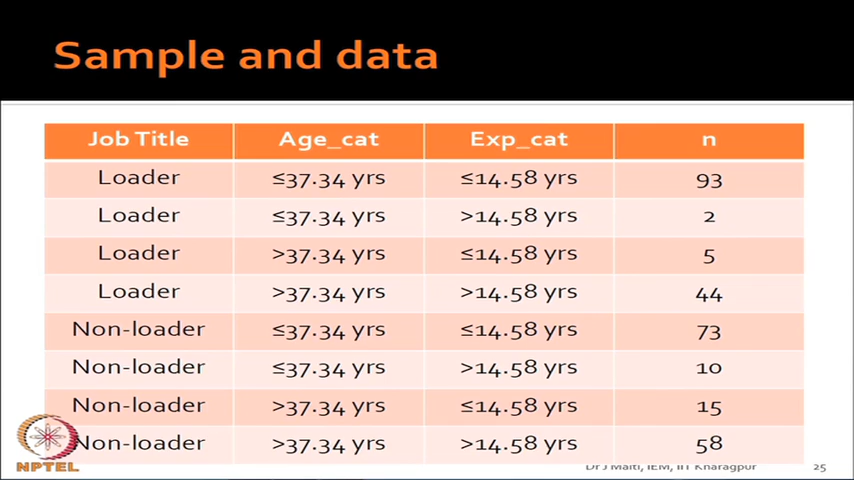 Sample and data
Job Title Age_cat Exp_cat n
Loader ≤37.34 yrs ≤14.58 yrs 93
Loader ≤37.34 yrs >14.58 yrs 2
Loader >37.34 yrs ≤14.58 yrs 5
Loader >37.34 yrs >14.58 yrs 44
Non-loader ≤37.34 yrs ≤14.58 yrs 73
Non-loader ≤37.34 yrs >14.58 yrs 10
Non-loader >37.34 yrs ≤14.58 yrs 15
Non-loader >37.34 yrs >14.58 yrs 58
NPTEL
Dr J Maiti, IEM, IIT Kharagpur 25